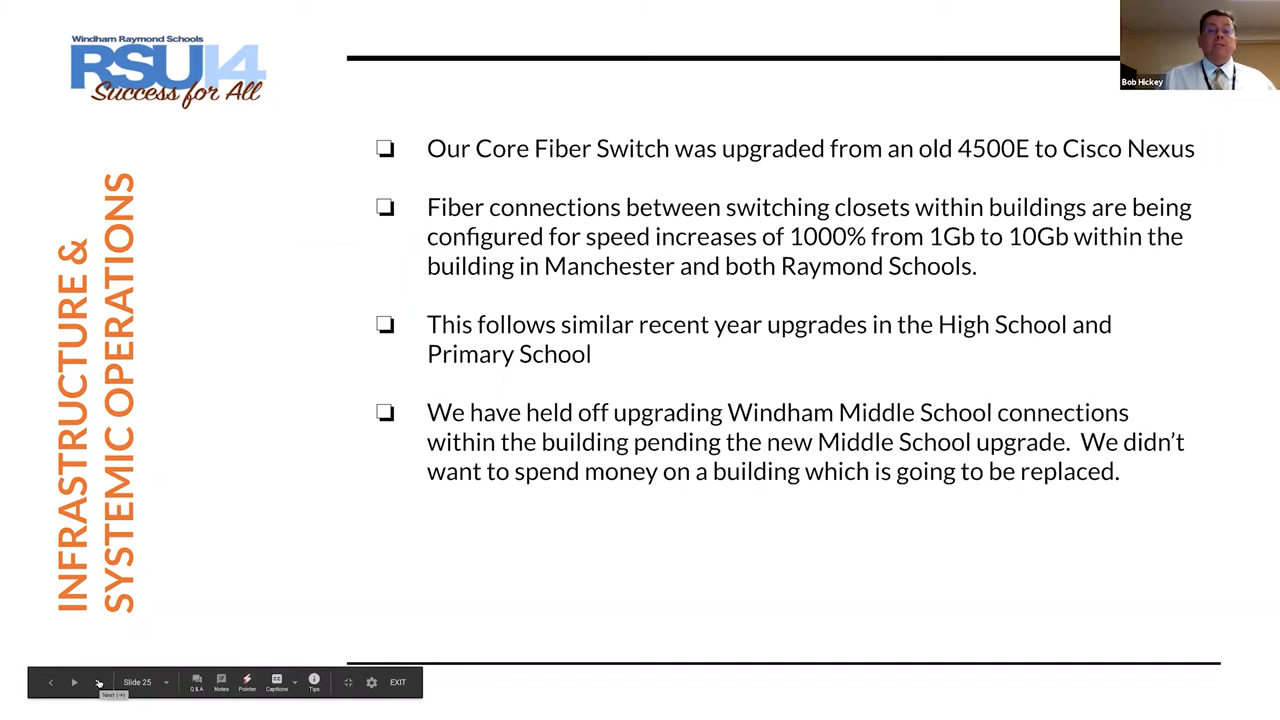 Windham Raymond Schools
RSU14
Success for All
Bob Hickey
INFRASTRUCTURE &
SYSTEMIC OPERATIONS
Our Core Fiber Switch was upgraded from an old 4500E to Cisco Nexus
Fiber connections between switching closets within buildings are being
configured for speed increases of 1000% from 1Gb to 10Gb within the
building in Manchester and both Raymond Schools.
This follows similar recent year upgrades in the High School and
Primary School
We have held off upgrading Windham Middle School connections
within the building pending the new Middle School upgrade. We didn’t
want to spend money on a building which is going to be replaced.
Slide 25
Q & A
Notes
Pointer
Captions
Tips
EXIT
Next (→)